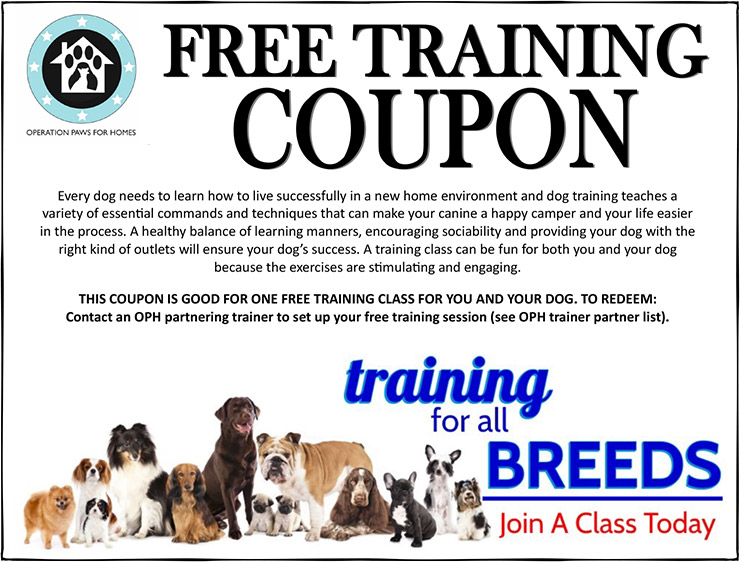 FREE TRAINING
COUPON
OPERATION PAWS FOR HOMES
Every dog needs to learn how to live successfully in a new home environment and dog training teaches a
variety of essential commands and techniques that can make your canine a happy camper and your life easier
in the process. A healthy balance of learning manners, encouraging sociability and providing your dog with the
right kind of outlets will ensure your dog’s success. A training class can be fun for both you and your dog
because the exercises are stimulating and engaging.
THIS COUPON IS GOOD FOR ONE FREE TRAINING CLASS FOR YOU AND YOUR DOG. TO REDEEM:
Contact an OPH partnering trainer to set up your free training session (see OPH trainer partner list).
training
for all
BREEDS
Join A Class Today